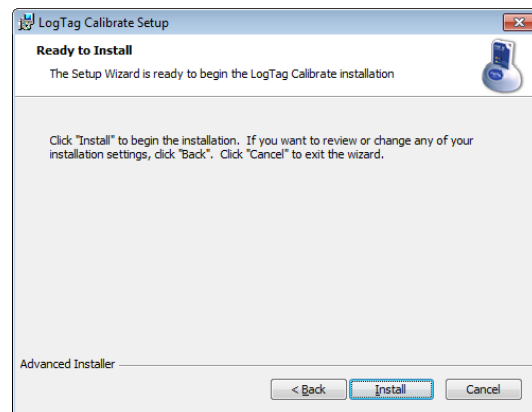 LogTag Calibrate Setup
Ready to Install
The Setup Wizard is ready to begin the LogTag Calibrate installation
Click "Install" to begin the installation.  If you want to review or change any of your
installation settings, click "Back".  Click "Cancel" to exit the wizard.
Advanced Installer
< Back Install Cancel